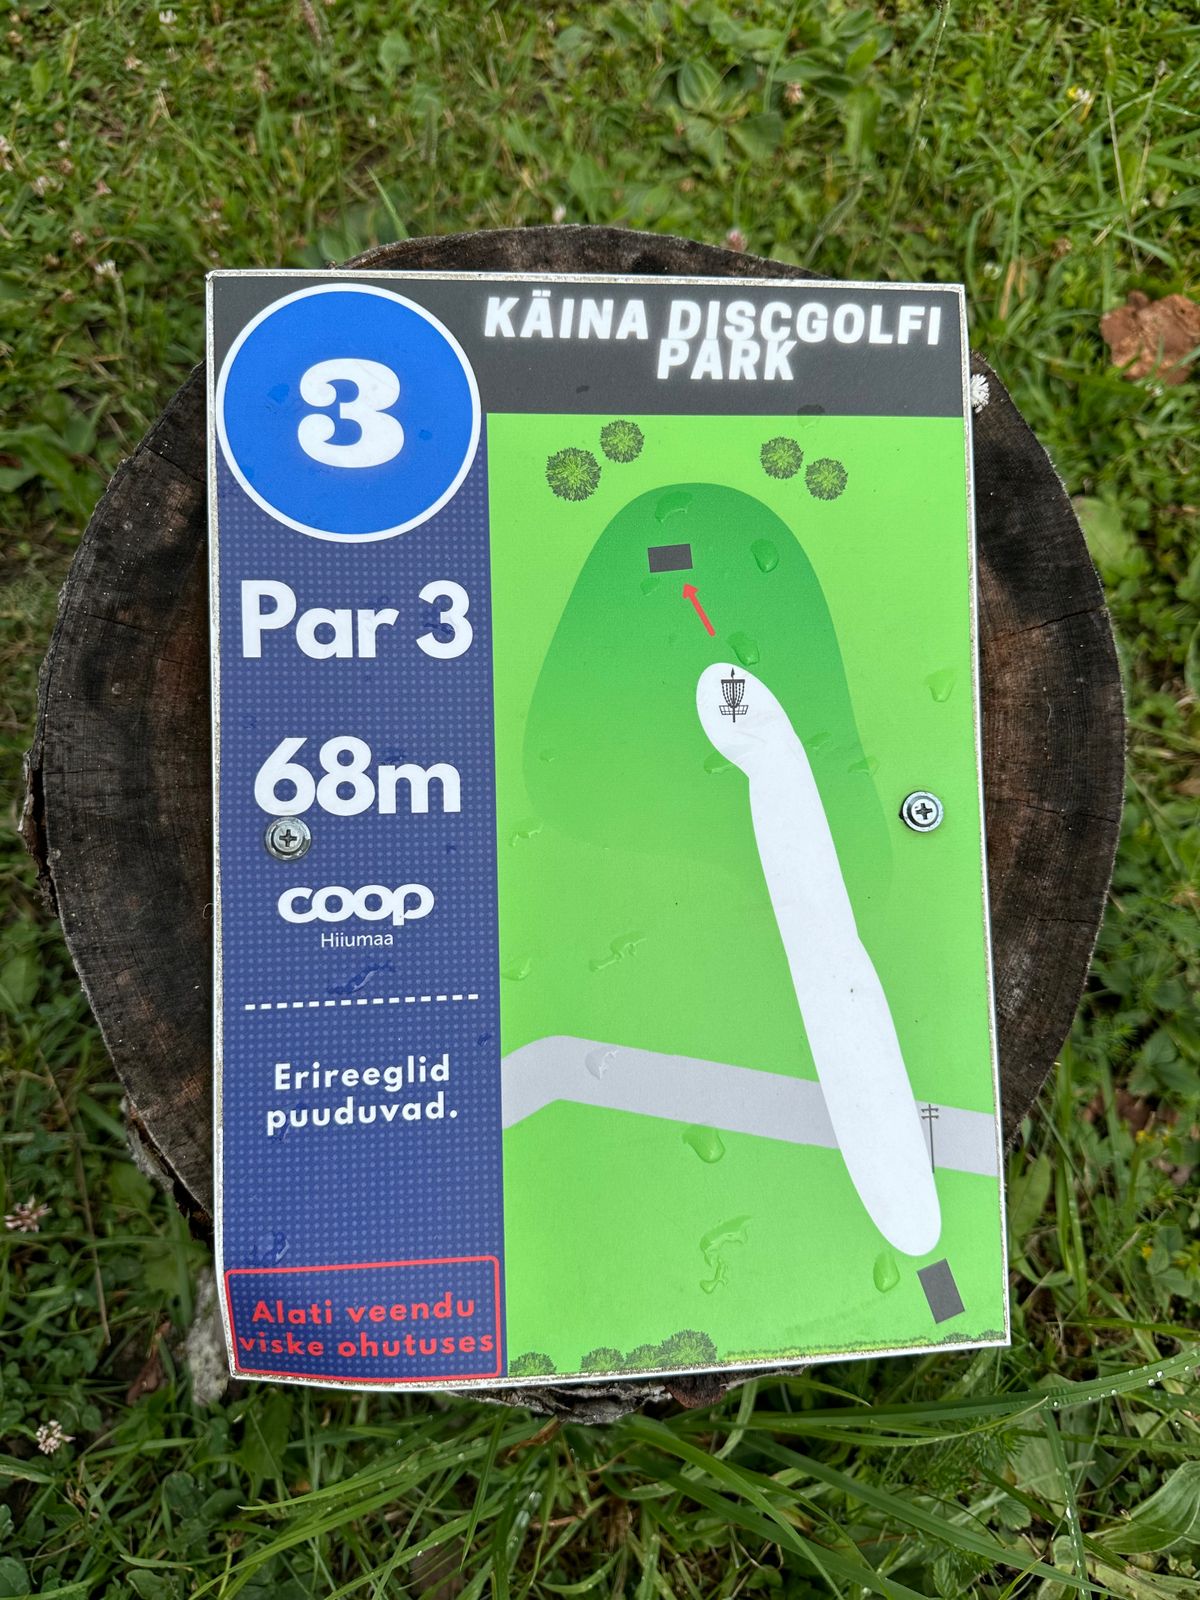 3
KÄINA DISCGOLFI
PARK
Par 3
68m
coop
Hiiumaa
Erireeglid
puuduvad.
Alati veendu
viske ohutuses